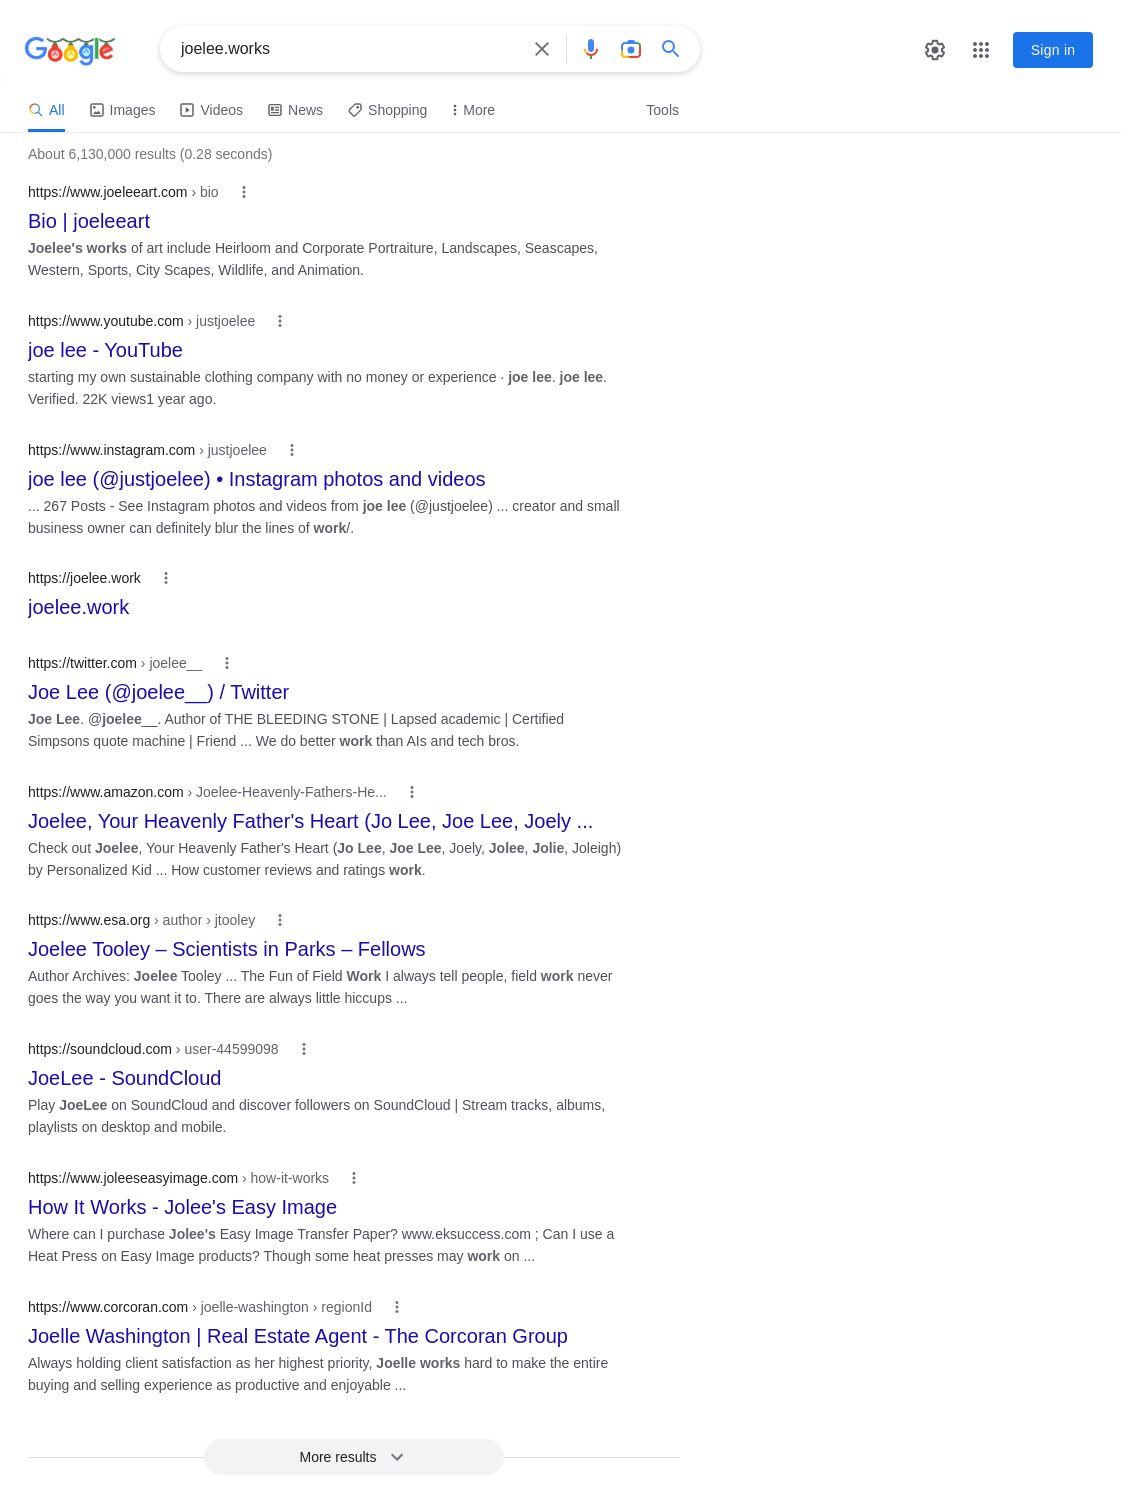 Google
joelee.works
Sign in
All
Images
Videos
News
Shopping
More
Tools
About 6,130,000 results (0.28 seconds)
https://www.joeleeart.com › bio
Bio | joeleeart
Joelee's works of art include Heirloom and Corporate Portraiture, Landscapes, Seascapes,
Western, Sports, City Scapes, Wildlife, and Animation.
https://www.youtube.com › justjoelee
joe lee - YouTube
starting my own sustainable clothing company with no money or experience · joe lee. joe lee.
Verified. 22K views1 year ago.
https://www.instagram.com › justjoelee
joe lee (@justjoelee) • Instagram photos and videos
... 267 Posts - See Instagram photos and videos from joe lee (@justjoelee) ... creator and small
business owner can definitely blur the lines of work/.
https://joelee.work
joelee.work
https://twitter.com › joelee__
Joe Lee (@joelee__) / Twitter
Joe Lee. @joelee__. Author of THE BLEEDING STONE | Lapsed academic | Certified
Simpsons quote machine | Friend ... We do better work than AIs and tech bros.
https://www.amazon.com › Joelee-Heavenly-Fathers-He...
Joelee, Your Heavenly Father's Heart (Jo Lee, Joe Lee, Joely ...
Check out Joelee, Your Heavenly Father's Heart (Jo Lee, Joe Lee, Joely, Jolee, Jolie, Joleigh)
by Personalized Kid ... How customer reviews and ratings work.
https://www.esa.org › author › jtooley
Joelee Tooley – Scientists in Parks – Fellows
Author Archives: Joelee Tooley ... The Fun of Field Work I always tell people, field work never
goes the way you want it to. There are always little hiccups ...
https://soundcloud.com › user-44599098
JoeLee - SoundCloud
Play JoeLee on SoundCloud and discover followers on SoundCloud | Stream tracks, albums,
playlists on desktop and mobile.
https://www.joleeseasyimage.com › how-it-works
How It Works - Jolee's Easy Image
Where can I purchase Jolee's Easy Image Transfer Paper? www.eksuccess.com ; Can I use a
Heat Press on Easy Image products? Though some heat presses may work on ...
https://www.corcoran.com › joelle-washington › regionId
Joelle Washington | Real Estate Agent - The Corcoran Group
Always holding client satisfaction as her highest priority, Joelle works hard to make the entire
buying and selling experience as productive and enjoyable ...
More results